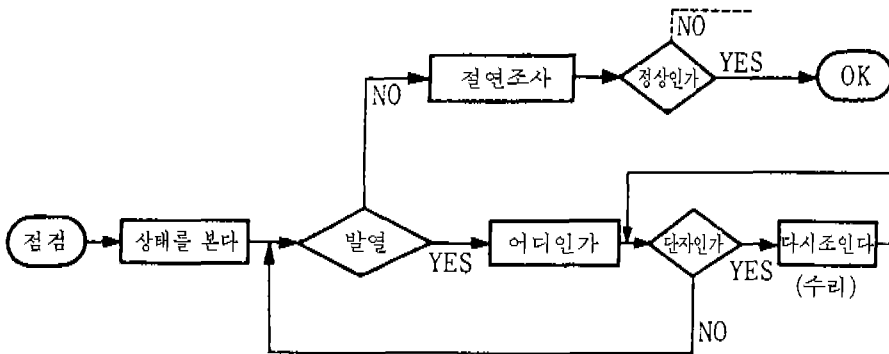 NO
절연조사
정상인가
YES
OK
NO
점검
상태를 본다
발열
YES
어디인가
단자인가
YES
다시조인다
(수리)
NO